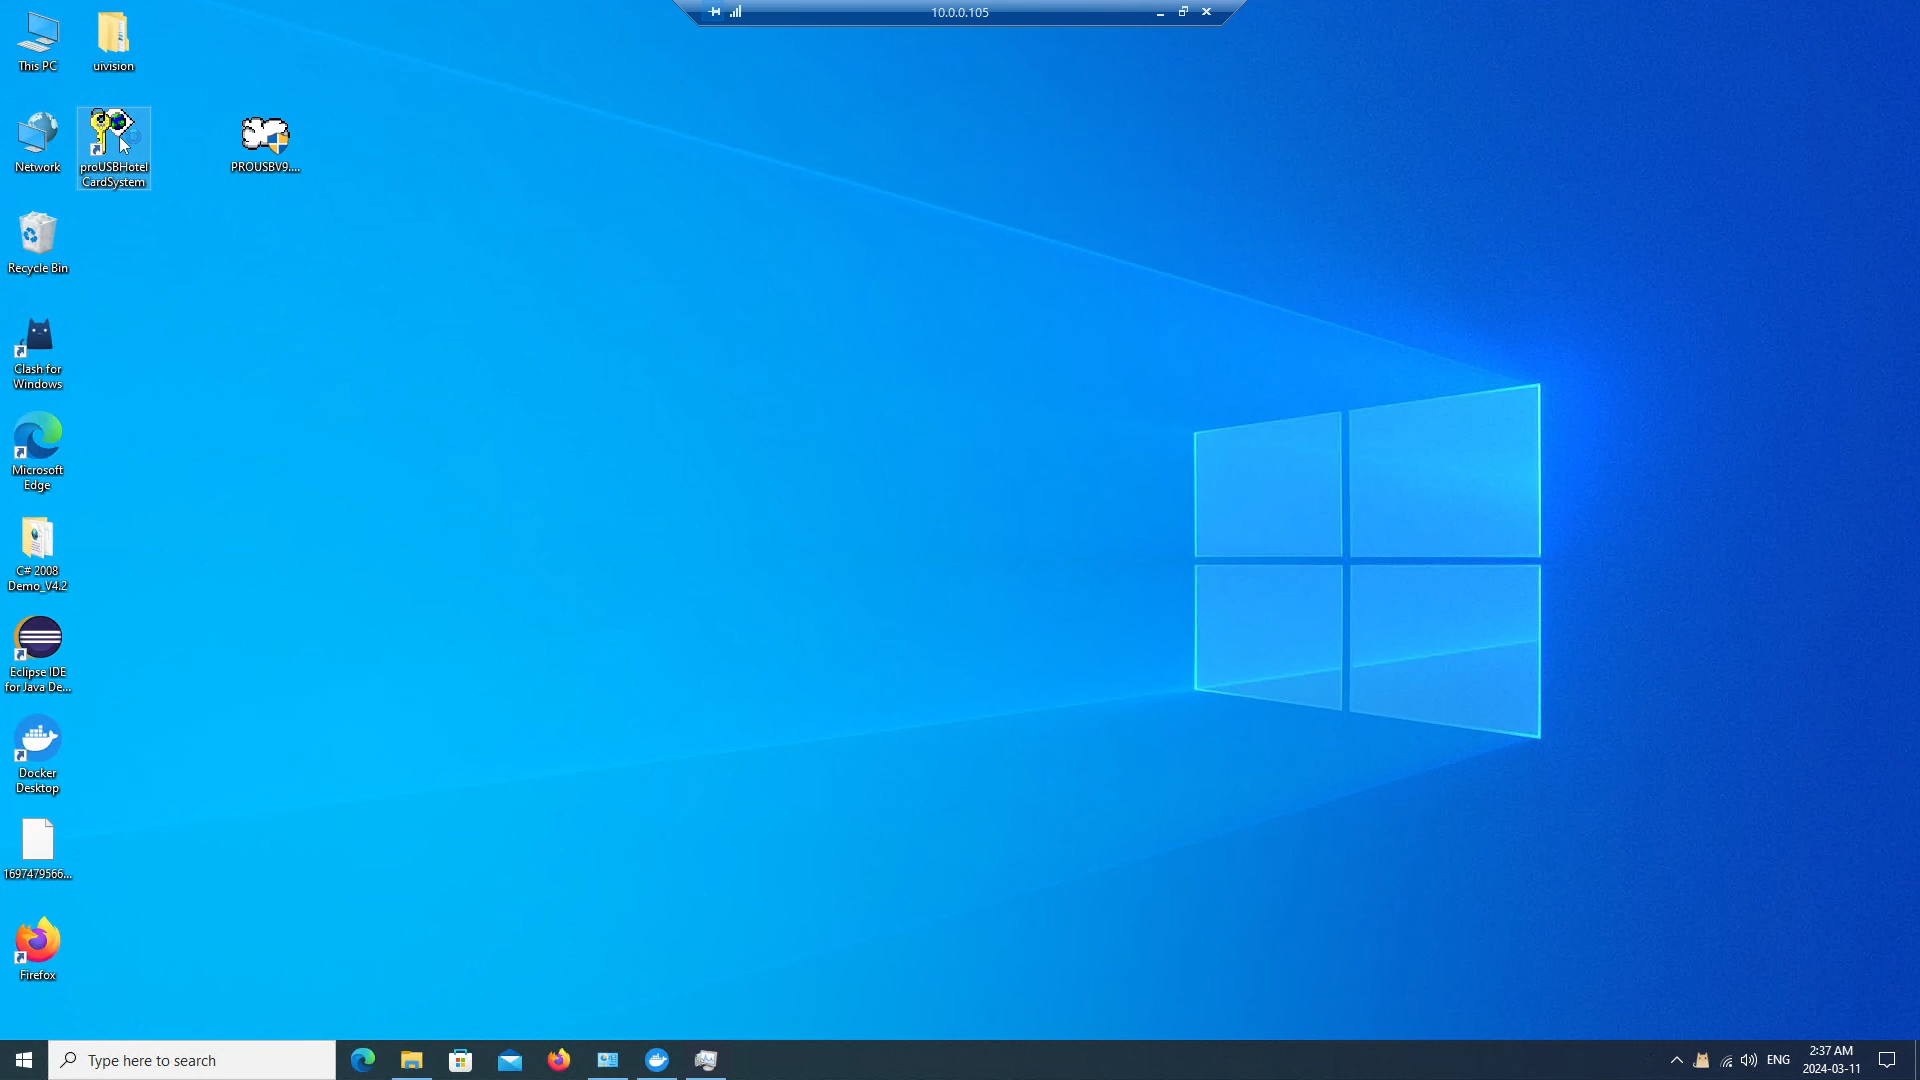 10.0.0.105
This PC
uivision
Network
proUSBHotel
CardSystem
PROUSBV9....
Recycle Bin
Clash for
Windows
Microsoft
Edge
C# 2008
Demo_V4.2
Eclipse IDE
for Java De...
Docker
Desktop
1697479566...
Firefox
Type here to search
ENG
2:37 AM
2024-03-11